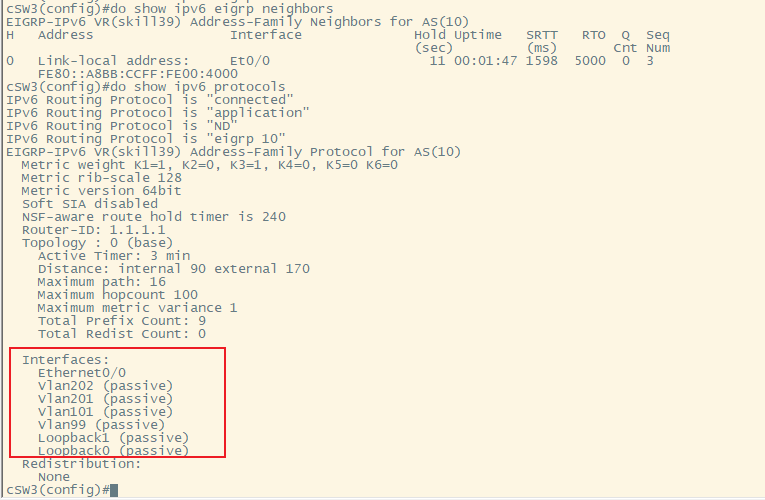 cSW3(config)#do show ipv6 eigrp neighbors
EIGRP-IPv6 VR(skill39) Address-Family Neighbors for AS(10)
H   Address                 Interface              Hold Uptime   SRTT   RTO  Q  Seq
                                                   (sec)         (ms)       Cnt Num
0   Link-local address:     Et0/0                    11 00:01:47 1598  5000  0  3
    FE80::A8BB:CCFF:FE00:4000
cSW3(config)#do show ipv6 protocols
IPv6 Routing Protocol is "connected"
IPv6 Routing Protocol is "application"
IPv6 Routing Protocol is "ND"
IPv6 Routing Protocol is "eigrp 10"
EIGRP-IPv6 VR(skill39) Address-Family Protocol for AS(10)
  Metric weight K1=1, K2=0, K3=1, K4=0, K5=0 K6=0
  Metric rib-scale 128
  Metric version 64bit
  Soft SIA disabled
  NSF-aware route hold timer is 240
  Router-ID: 1.1.1.1
  Topology : 0 (base)
    Active Timer: 3 min
    Distance: internal 90 external 170
    Maximum path: 16
    Maximum hopcount 100
    Maximum metric variance 1
    Total Prefix Count: 9
    Total Redist Count: 0
  Interfaces:
    Ethernet0/0
    Vlan202 (passive)
    Vlan201 (passive)
    Vlan101 (passive)
    Vlan99 (passive)
    Loopback1 (passive)
    Loopback0 (passive)
  Redistribution:
    None
cSW3(config)#